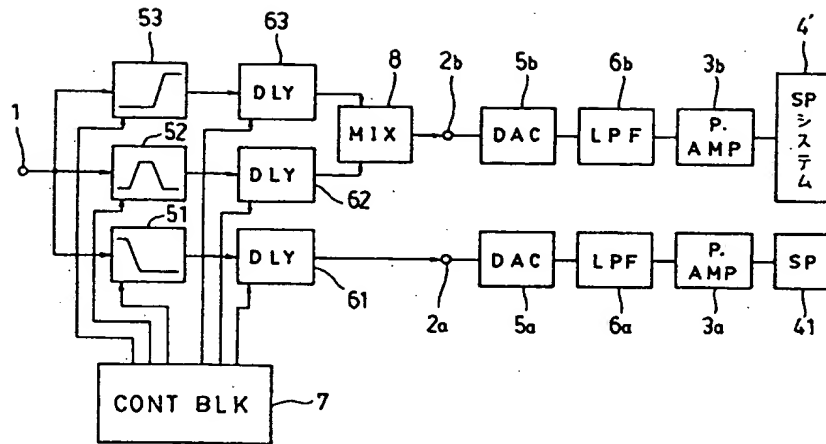 53
63
8
2b
5b
6b
3b
4'
1
DLY
MIX
DAC
LPF
P.
AMP
SP
システム
52
DLY
62
51
DLY
61
2a
DAC
5a
LPF
6a
P.
AMP
3a
SP
41
CONT BLK
7